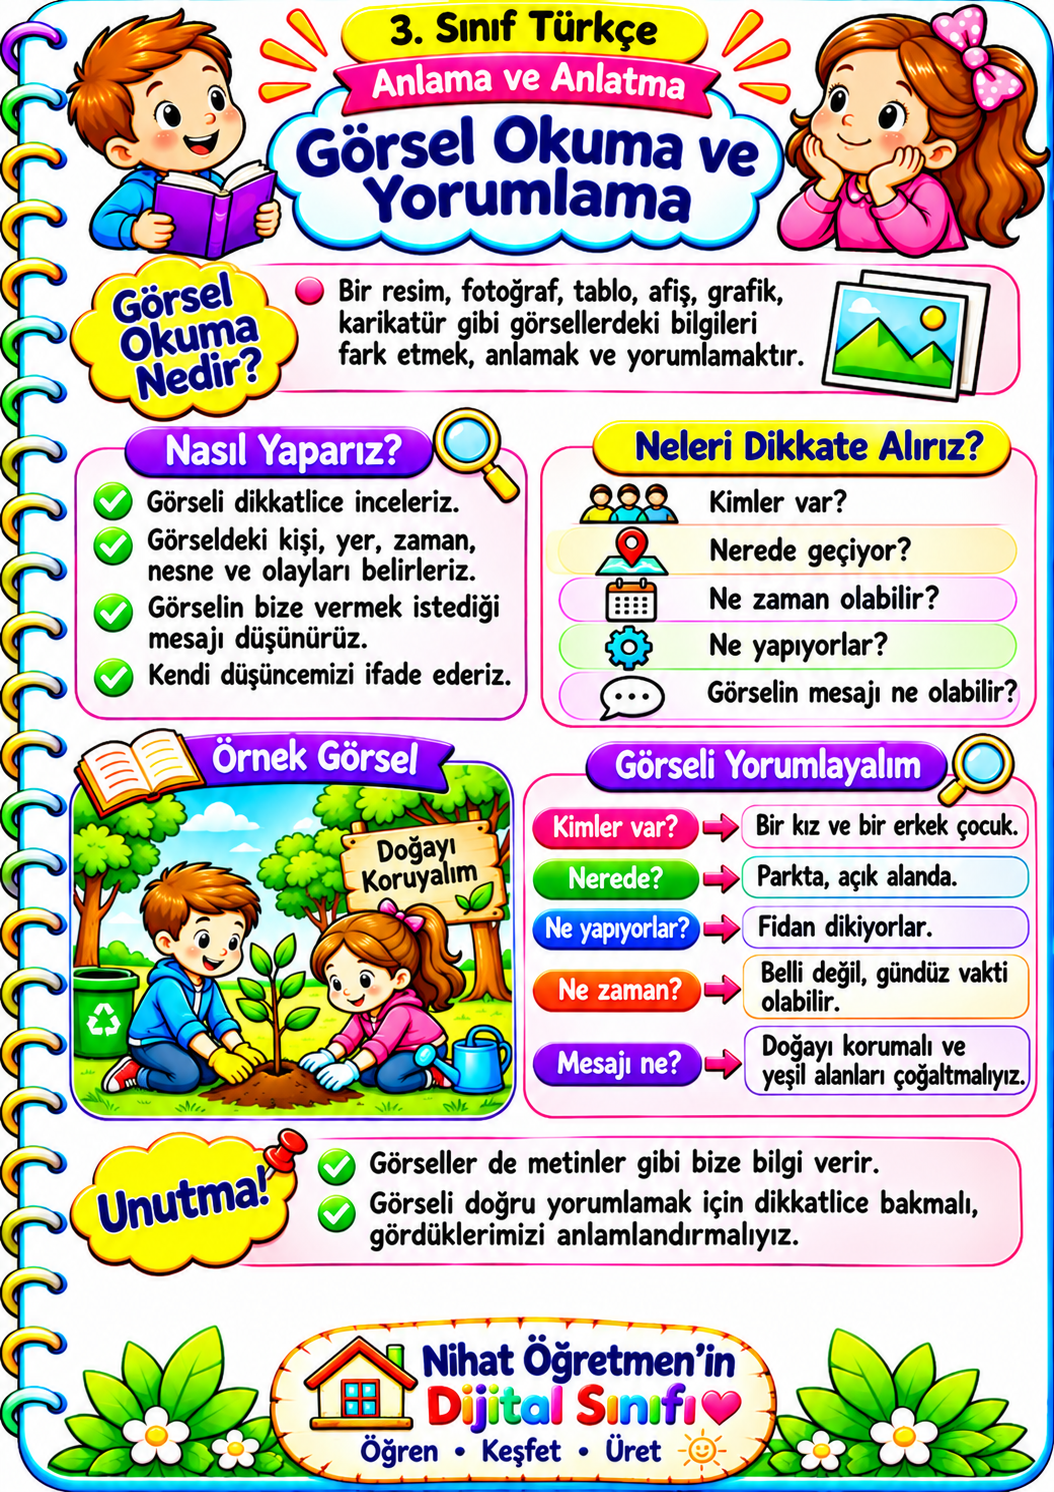 3. Sınıf Türkçe
Anlama ve Anlatma
Görsel Okuma ve
Yorumlama
Görsel
Okuma
Nedir?
Bir resim, fotoğraf, tablo, afiş, grafik,
karikatür gibi görsellerdeki bilgileri
fark etmek, anlamak ve yorumlamaktır.
Nasıl Yaparız?
Görseli dikkatlice inceleriz.
Görseldeki kişi, yer, zaman,
nesne ve olayları belirleriz.
Görselin bize vermek istediği
mesajı düşünürüz.
Kendi düşüncemizi ifade ederiz.
Neleri Dikkate Alırız?
Kimler var?
Nerede geçiyor?
Ne zaman olabilir?
Ne yapıyorlar?
Görselin mesajı ne olabilir?
Örnek Görsel
Doğayı
Koruyalım
Görseli Yorumlayalım
Kimler var?
Bir kız ve bir erkek çocuk.
Nerede?
Parkta, açık alanda.
Ne yapıyorlar?
Fidan dikiyorlar.
Ne zaman?
Belli değil, gündüz vakti
olabilir.
Mesajı ne?
Doğayı korumalı ve
yeşil alanları çoğaltmalıyız.
Unutma!
Görseller de metinler gibi bize bilgi verir.
Görseli doğru yorumlamak için dikkatlice bakmalı,
gördüklerimizi anlamlandırmalıyız.
Nihat Öğretmen'in
Dijital Sınıfı
Öğren • Keşfet • Üret